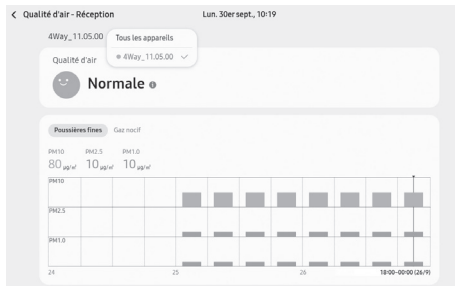 Qualité d'air - Réception
Lun. 30er sept., 10:19
4Way_11.05.00
Tous les appareils
4Way_11.05.00
Qualité d'air
Normale
Poussières fines
Gaz nocif
PM10 PM2.5 PM1.0
80 µg/㎥ 10 µg/㎥ 10 µg/㎥
PM10
PM2.5
PM1.0
24 25 26 18:00~00:00 (26/9)